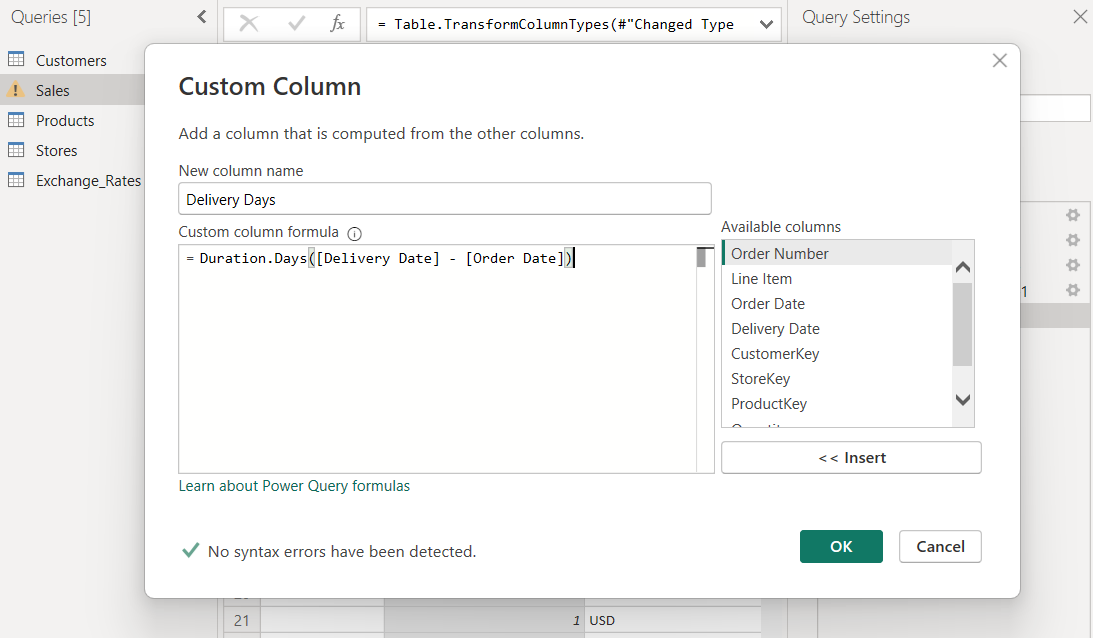 Queries [5]
= Table.TransformColumnTypes(#"Changed Type
Query Settings
Customers
Sales
Products
Stores
Exchange_Rates
Custom Column
Add a column that is computed from the other columns.
New column name
Delivery Days
Custom column formula
= Duration.Days([Delivery Date] - [Order Date])
Available columns
Order Number
Line Item
Order Date
Delivery Date
CustomerKey
StoreKey
ProductKey
<< Insert
Learn about Power Query formulas
No syntax errors have been detected.
OK
Cancel
1
21
1
USD